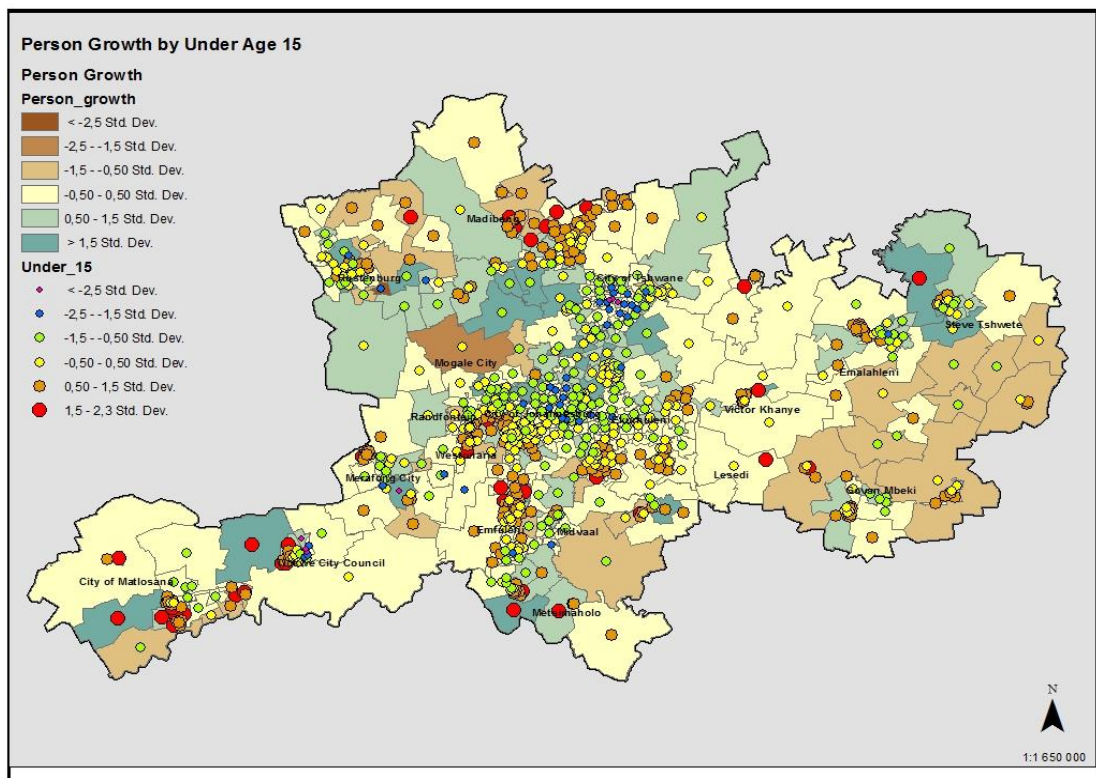 Person Growth by Under Age 15
Person Growth
Person_growth
< -2,5 Std. Dev.
-2,5 - -1,5 Std. Dev.
-1,5 - -0,50 Std. Dev.
-0,50 - 0,50 Std. Dev.
0,50 - 1,5 Std. Dev.
> 1,5 Std. Dev.
Under_15
< -2,5 Std. Dev.
-2,5 - -1,5 Std. Dev.
-1,5 - -0,50 Std. Dev.
-0,50 - 0,50 Std. Dev.
0,50 - 1,5 Std. Dev.
1,5 - 2,3 Std. Dev.
Madibeng
Rustenburg
City of Tshwane
Steve Tshwete
Mogale City
Emalahleni
Randfontein
City of Johannesburg
Ekurhuleni
Victor Khanye
Westonaria
Merafong City
Lesedi
Govan Mbeki
Emfuleni
Midvaal
City Council
City of Matlosana
Metsimaholo
N
1:1 650 000